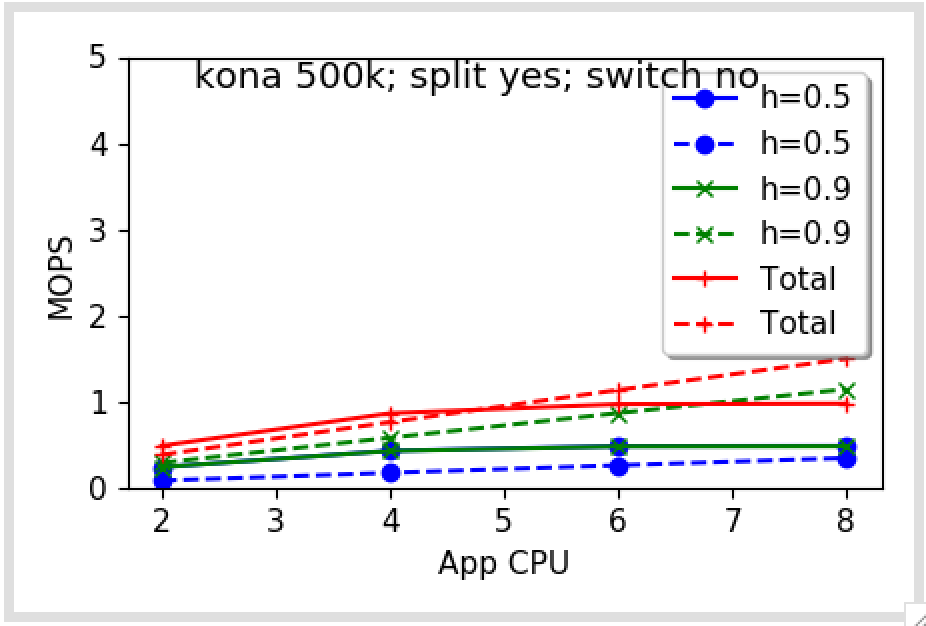 kona 500k; split yes; switch no
h=0.5
h=0.5
h=0.9
h=0.9
Total
Total
5
4
3
2
1
0
MOPS
2 3 4 5 6 7 8
App CPU